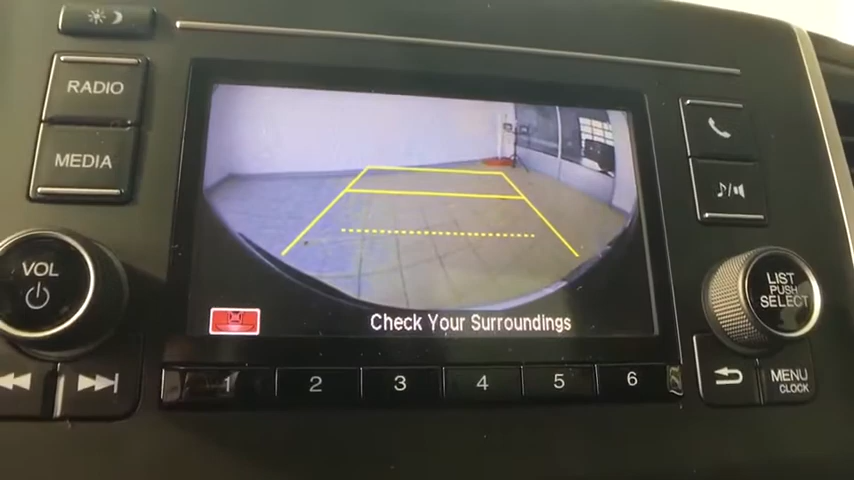 RADIO
MEDIA
VOL
Check Your Surroundings
1 2 3 4 5 6
LIST
PUSH
SELECT
MENU
CLOCK